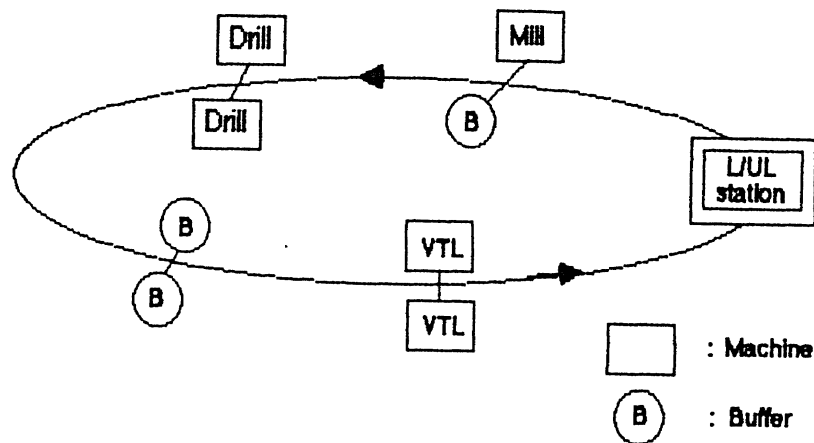 Drill
Mill
Drill
B
L/UL
station
B
B
VTL
VTL
: Machine
B : Buffer